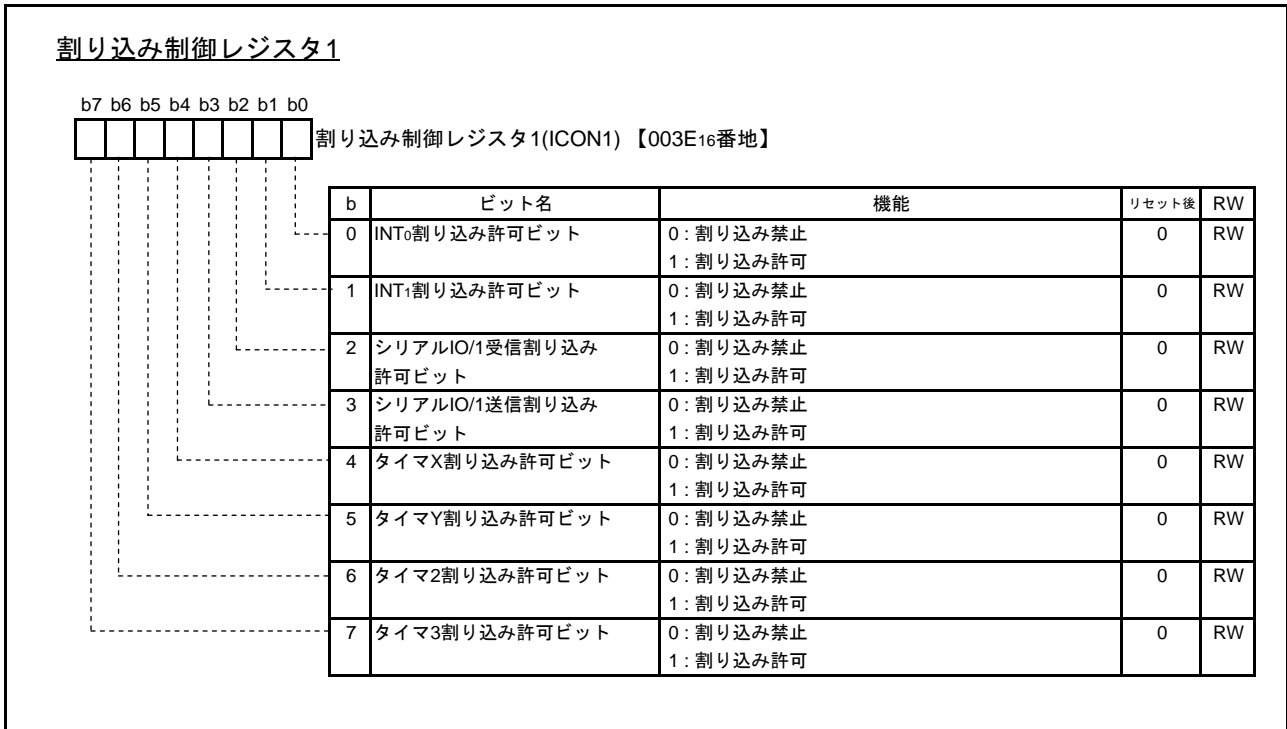 割り込み制御レジスタ1
b7 b6 b5 b4 b3 b2 b1 b0
割り込み制御レジスタ1(ICON1) 【003E16番地】
b ビット名 機能 リセット後 RW
0 INT0割り込み許可ビット 0 : 割り込み禁止 0 RW
1 : 割り込み許可
1 INT1割り込み許可ビット 0 : 割り込み禁止 0 RW
1 : 割り込み許可
2 シリアルIO/1受信割り込み 0 : 割り込み禁止 0 RW
許可ビット 1 : 割り込み許可
3 シリアルIO/1送信割り込み 0 : 割り込み禁止 0 RW
許可ビット 1 : 割り込み許可
4 タイマX割り込み許可ビット 0 : 割り込み禁止 0 RW
1 : 割り込み許可
5 タイマY割り込み許可ビット 0 : 割り込み禁止 0 RW
1 : 割り込み許可
6 タイマ2割り込み許可ビット 0 : 割り込み禁止 0 RW
1 : 割り込み許可
7 タイマ3割り込み許可ビット 0 : 割り込み禁止 0 RW
1 : 割り込み許可